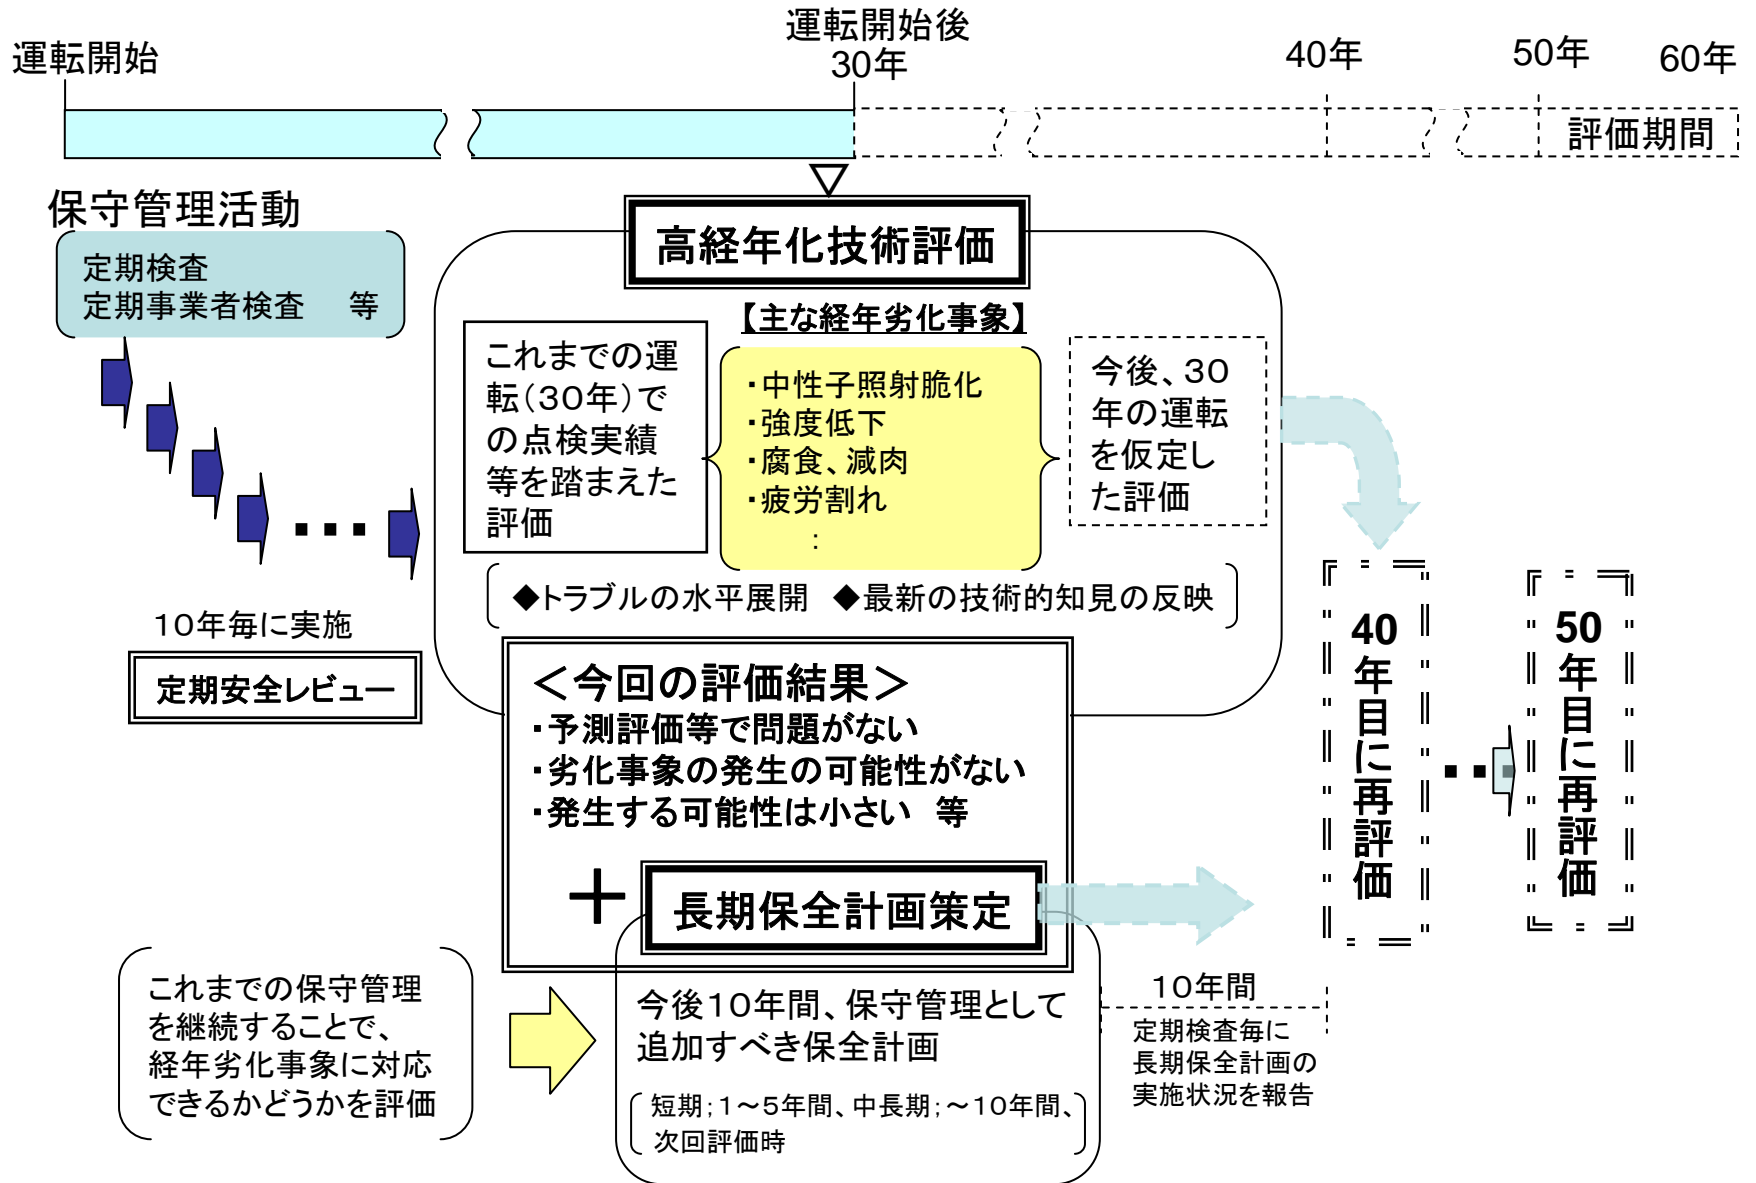 運転開始
運転開始後
30年
40年
50年
60年
評価期間
保守管理活動
定期検査
定期事業者検査　等
10年毎に実施
定期安全レビュー
高経年化技術評価
【主な経年劣化事象】
これまでの運
転(30年)で
の点検実績
等を踏まえた
評価
・中性子照射脆化
・強度低下
・腐食、減肉
・疲労割れ
:
今後、30
年の運転
を仮定し
た評価
◆トラブルの水平展開　◆最新の技術的知見の反映
＜今回の評価結果＞
・予測評価等で問題がない
・劣化事象の発生の可能性がない
・発生する可能性は小さい　等
＋
長期保全計画策定
これまでの保守管理
を継続することで、
経年劣化事象に対応
できるかどうかを評価
今後10年間、保守管理として
追加すべき保全計画
短期;1～5年間、中長期;～10年間、
次回評価時
10年間
定期検査毎に
長期保全計画の
実施状況を報告
40年目に再評価
50年目に再評価